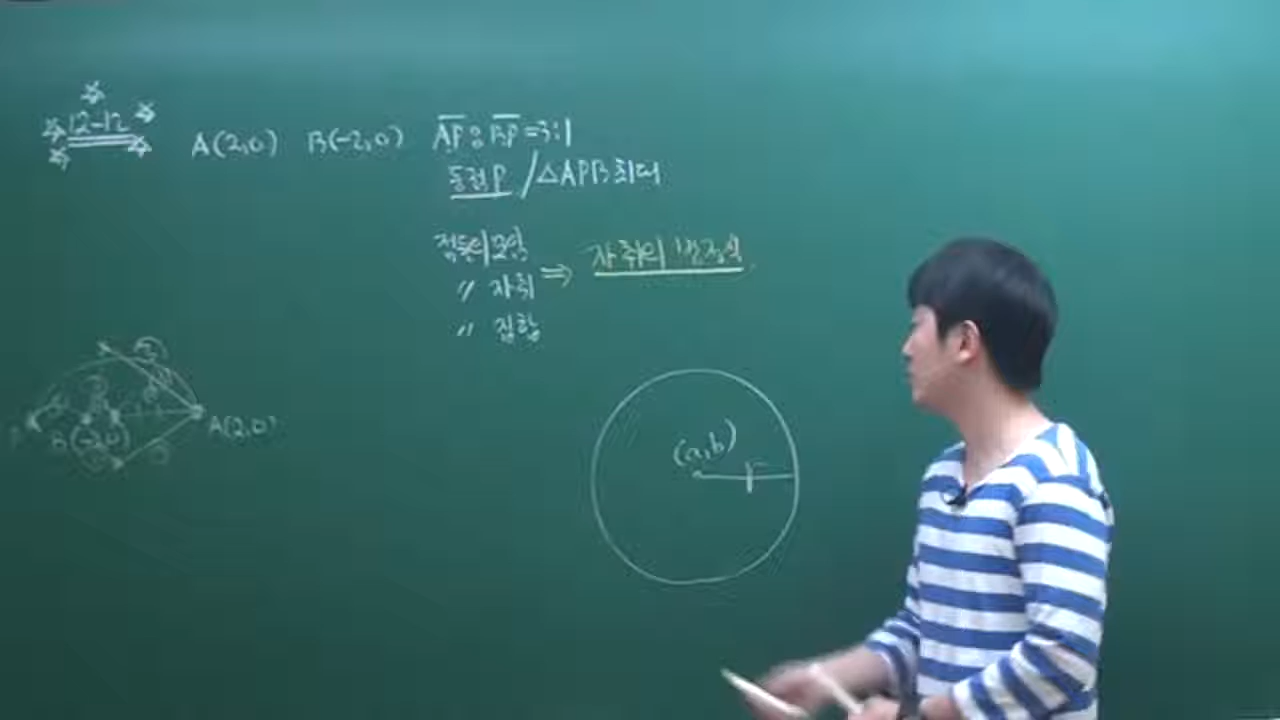 12-12
A(2,0) B(-2,0) AP:BP=3:1
동점P / △APB 최대
점들의 모임
〃 자취 ⇒ 자취의 방정식
〃 집합
A(2,0)
B(-2,0)
(a,b)
r